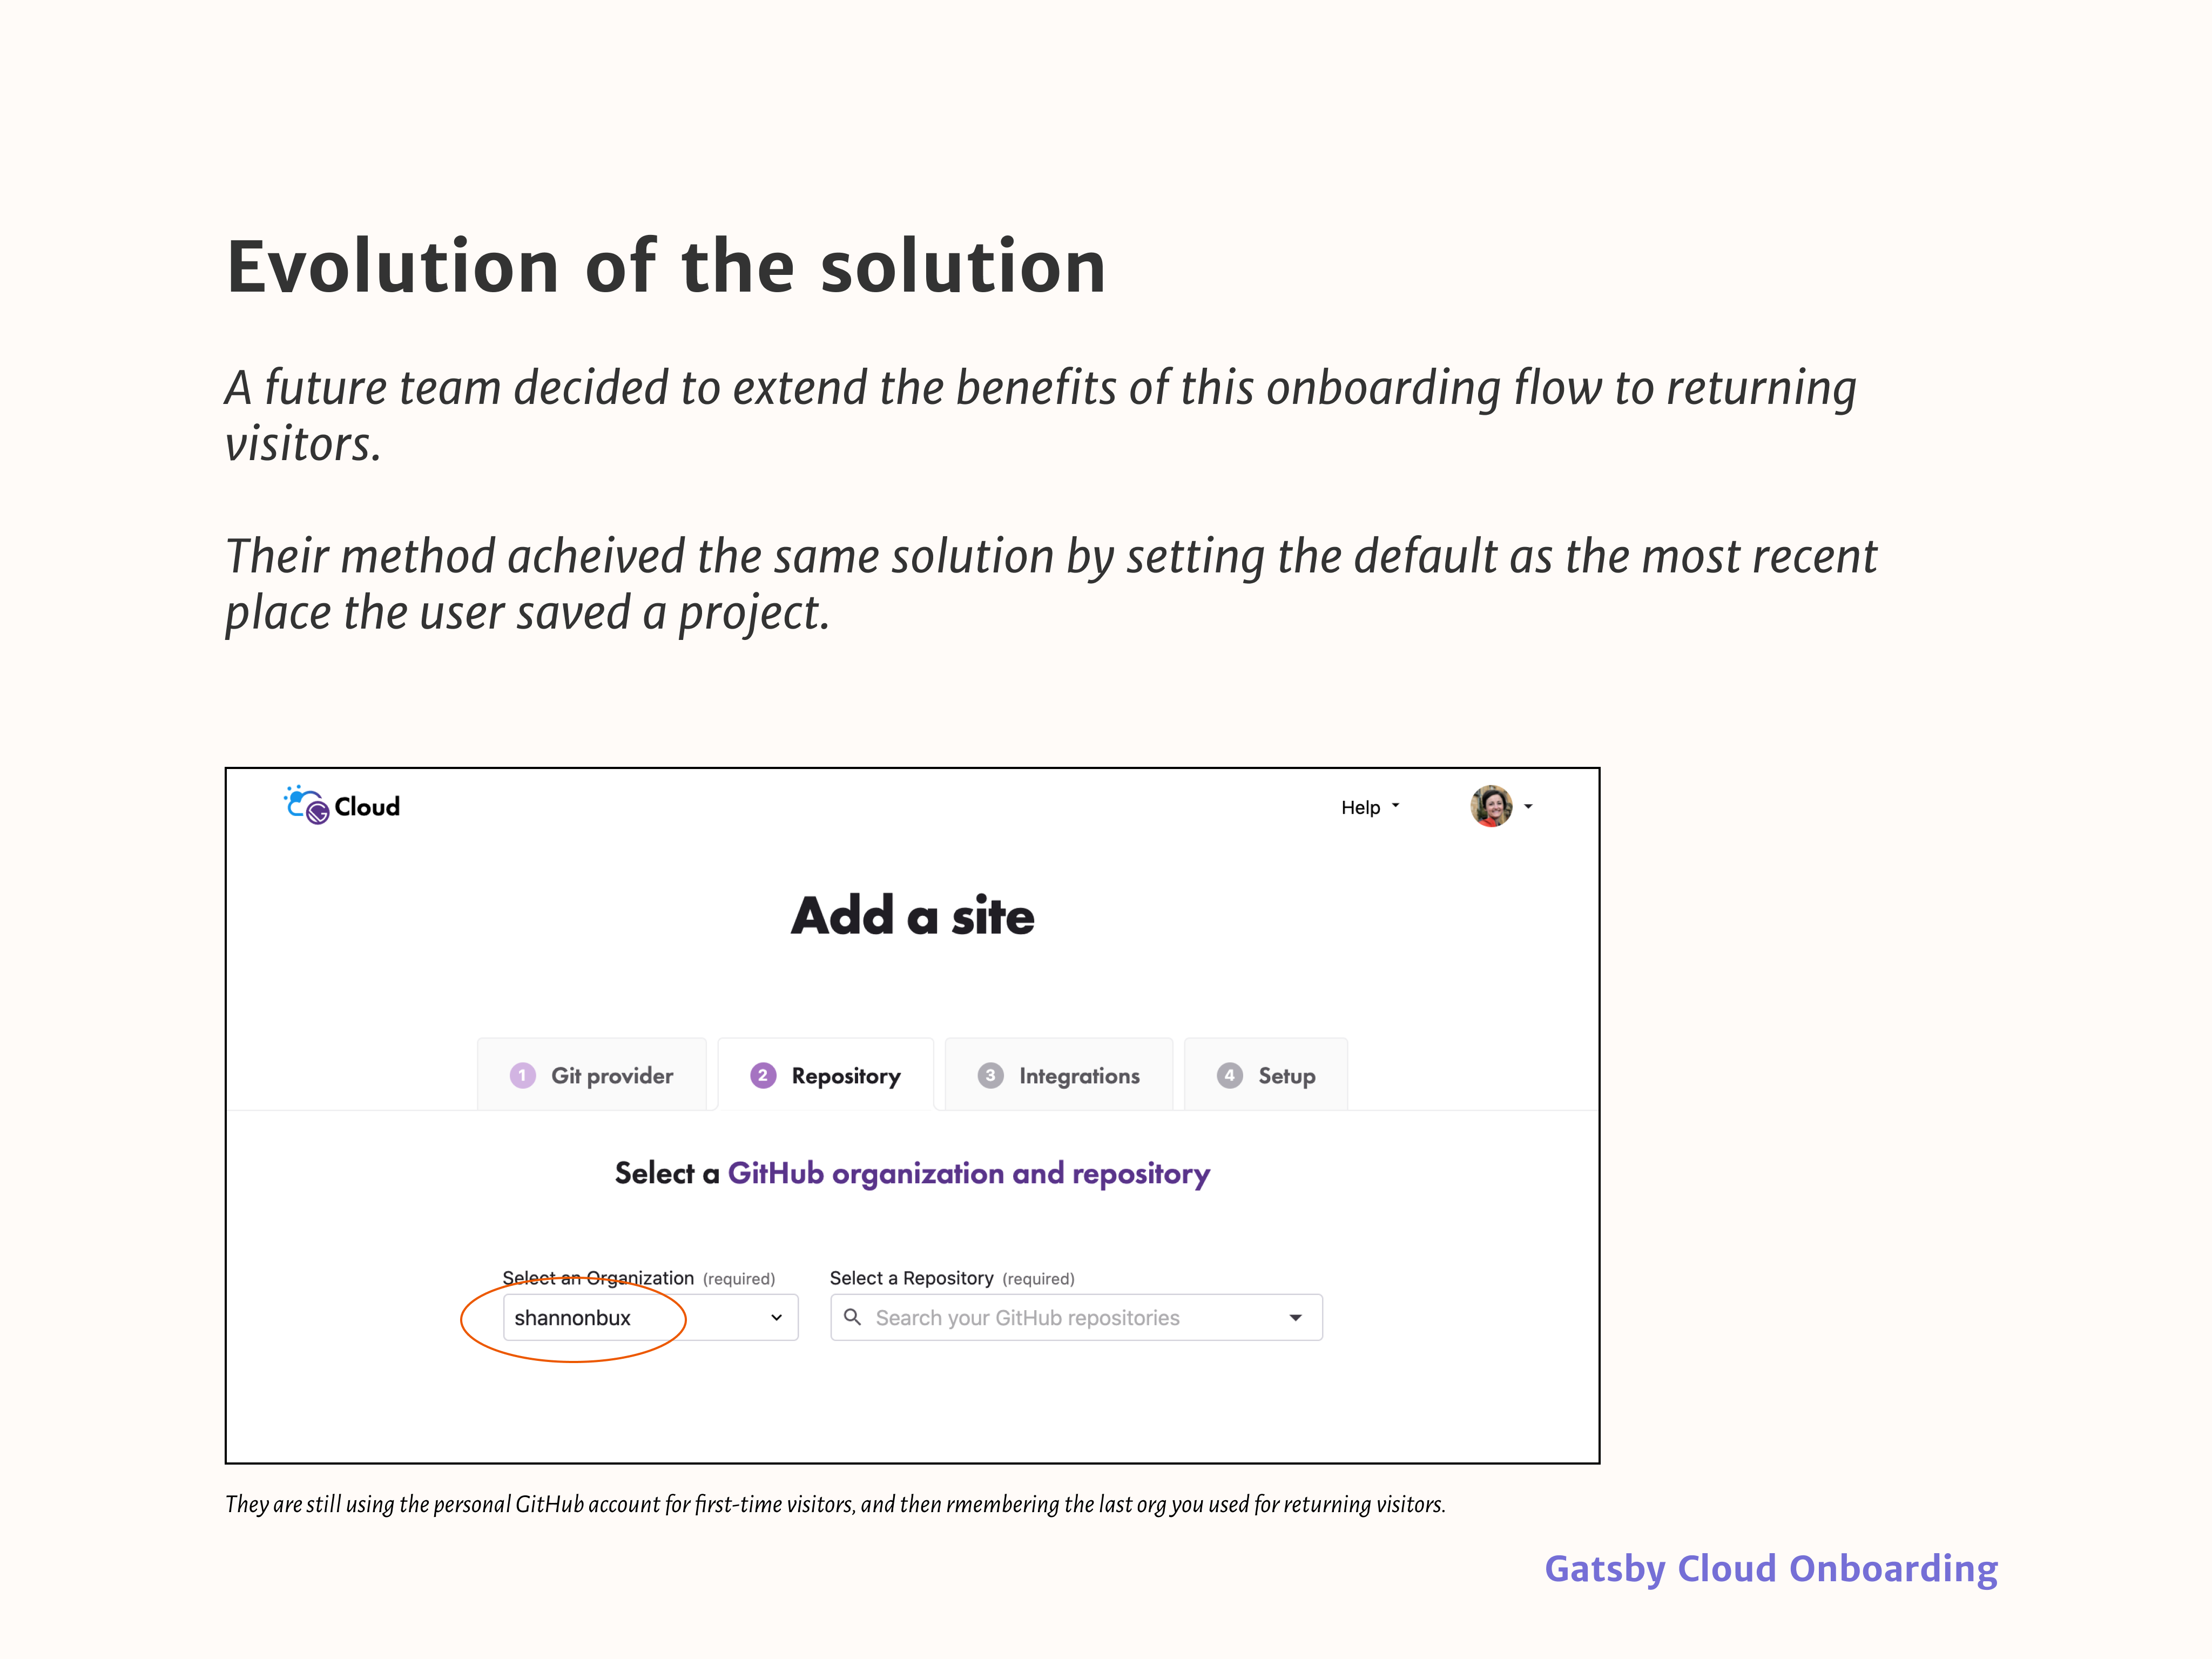 Evolution of the solution
A future team decided to extend the benefits of this onboarding flow to returning
visitors.
Their method acheived the same solution by setting the default as the most recent
place the user saved a project.
Cloud
Help
Add a site
1 Git provider
2 Repository
3 Integrations
4 Setup
Select a GitHub organization and repository
Select an Organization (required)
Select a Repository (required)
shannonbux
Search your GitHub repositories
They are still using the personal GitHub account for first-time visitors, and then rmembering the last org you used for returning visitors.
Gatsby Cloud Onboarding